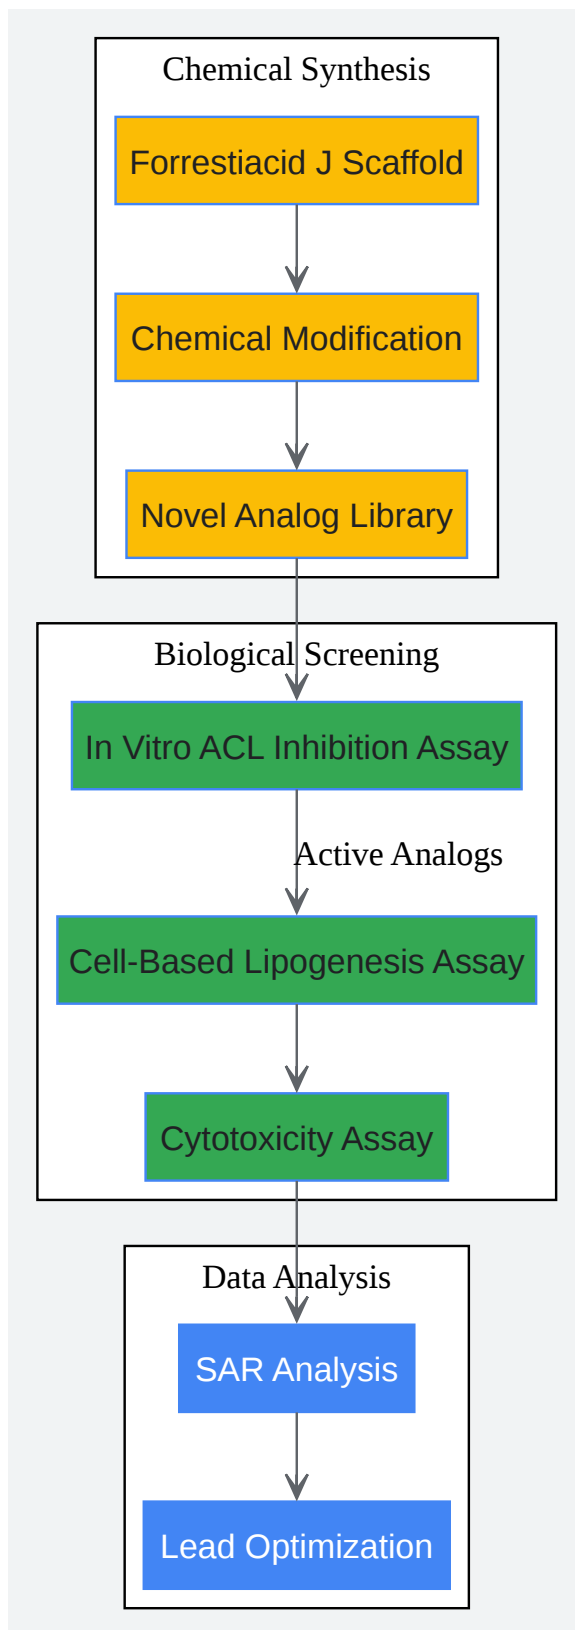 Chemical Synthesis
Forrestiacid J Scaffold
Chemical Modification
Novel Analog Library
Biological Screening
In Vitro ACL Inhibition Assay
Active Analogs
Cell-Based Lipogenesis Assay
Cytotoxicity Assay
Data Analysis
SAR Analysis
Lead Optimization